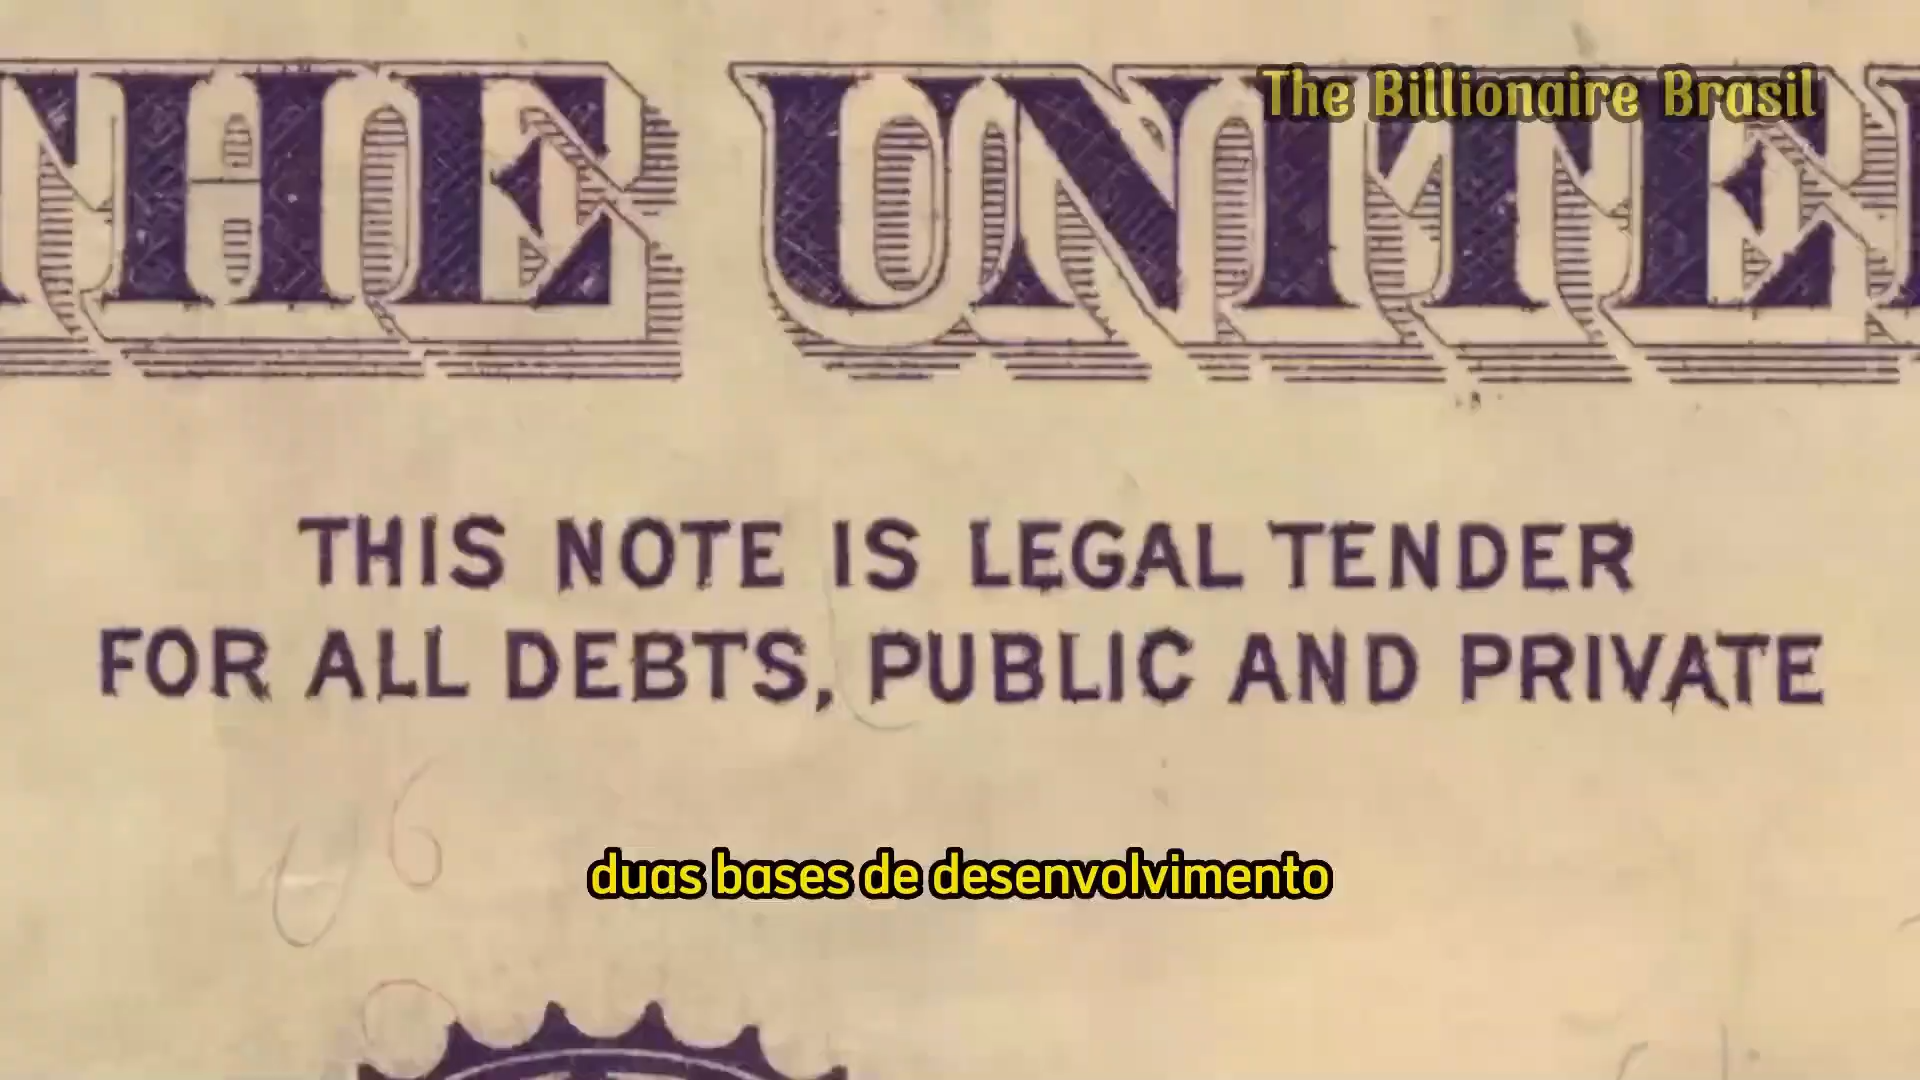 THE UNITED
The Billionaire Brasil
THIS NOTE IS LEGAL TENDER
FOR ALL DEBTS, PUBLIC AND PRIVATE
duas bases de desenvolvimento